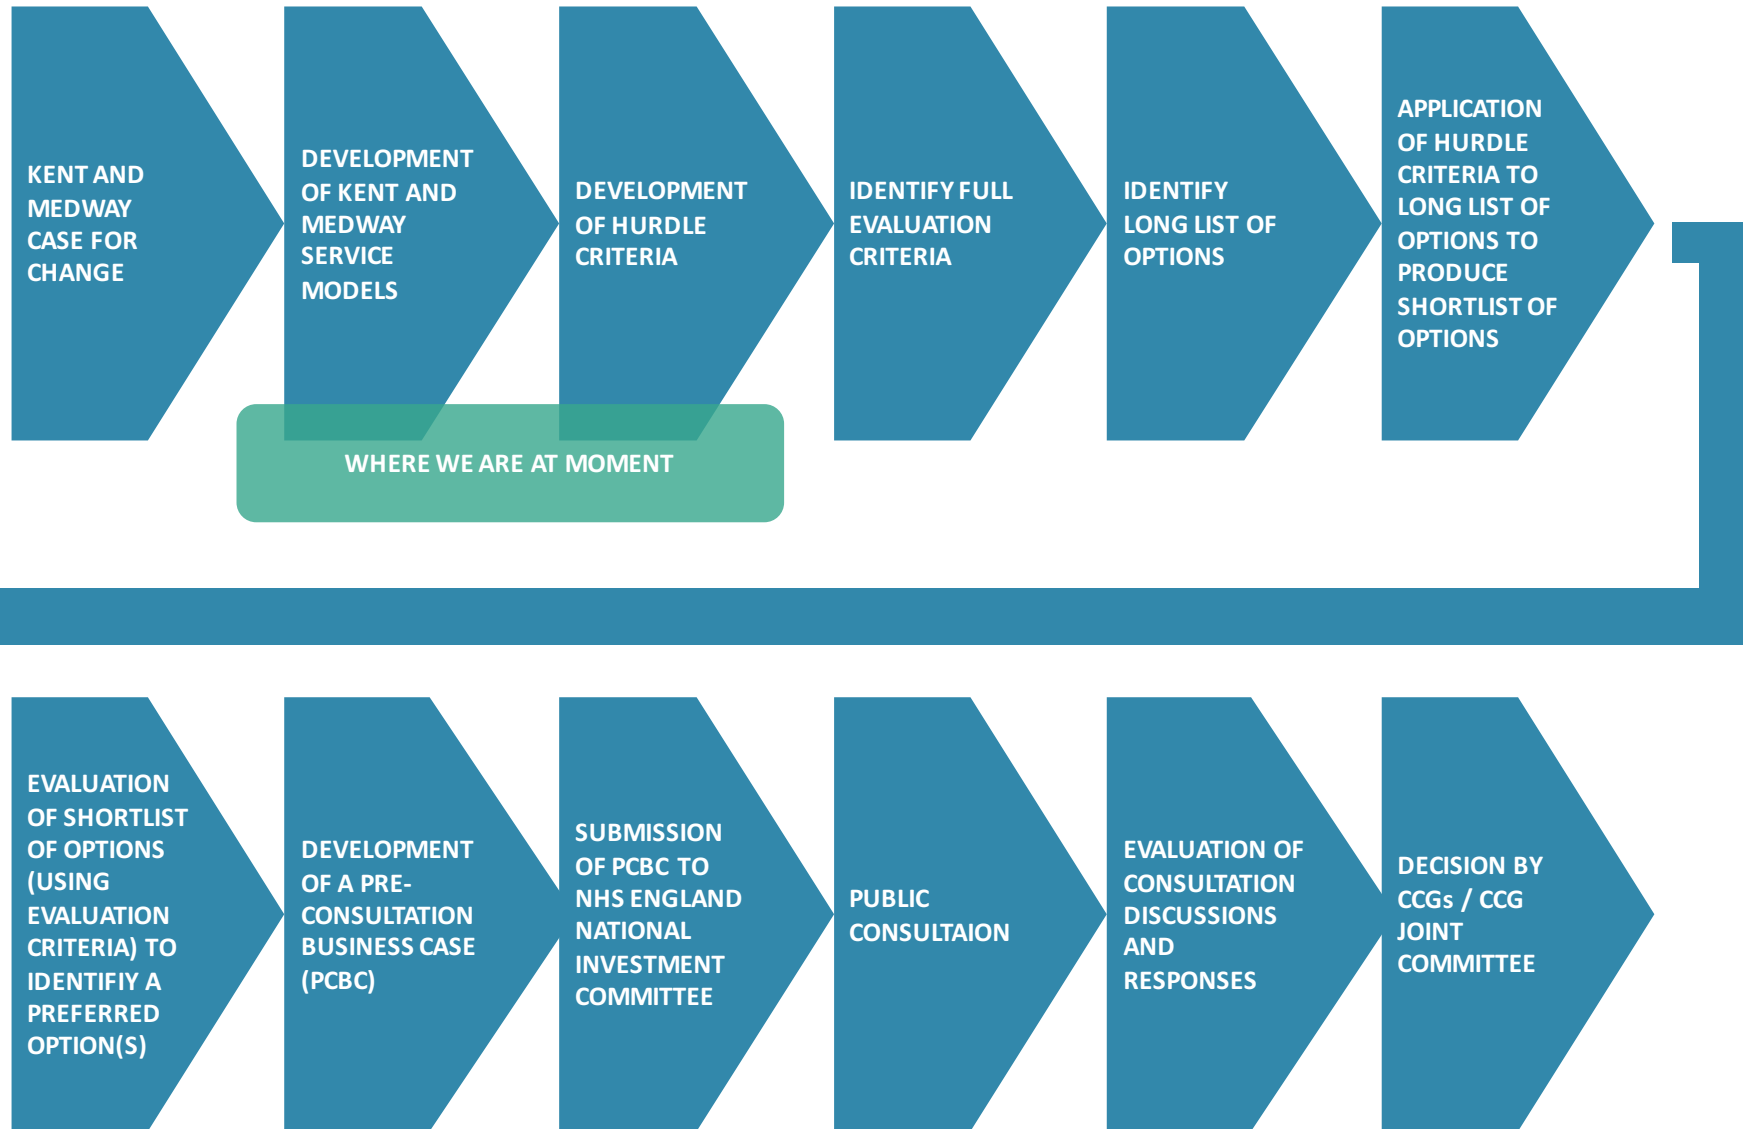 KENT AND
MEDWAY
CASE FOR
CHANGE
DEVELOPMENT
OF KENT AND
MEDWAY
SERVICE
MODELS
DEVELOPMENT
OF HURDLE
CRITERIA
IDENTIFY FULL
EVALUATION
CRITERIA
IDENTIFY
LONG LIST OF
OPTIONS
APPLICATION
OF HURDLE
CRITERIA TO
LONG LIST OF
OPTIONS TO
PRODUCE
SHORTLIST OF
OPTIONS
WHERE WE ARE AT MOMENT
EVALUATION
OF SHORTLIST
OF OPTIONS
(USING
EVALUATION
CRITERIA) TO
IDENTIFIY A
PREFERRED
OPTION(S)
DEVELOPMENT
OF A PRE-
CONSULTATION
BUSINESS CASE
(PCBC)
SUBMISSION
OF PCBC TO
NHS ENGLAND
NATIONAL
INVESTMENT
COMMITTEE
PUBLIC
CONSULTAION
EVALUATION OF
CONSULTATION
DISCUSSIONS
AND
RESPONSES
DECISION BY
CCGs / CCG
JOINT
COMMITTEE